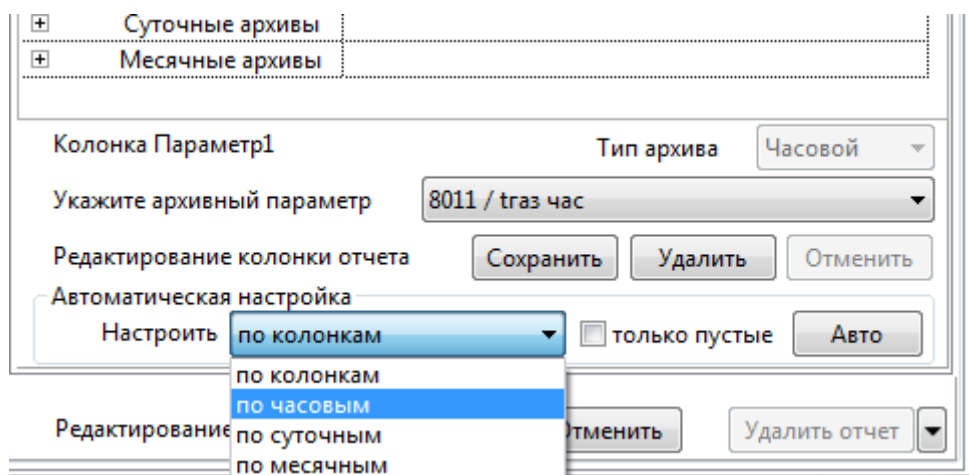 Суточные архивы
Месячные архивы
Колонка Параметр1 Тип архива Часовой
Укажите архивный параметр 8011 / tгаз час
Редактирование колонки отчета Сохранить Удалить Отменить
Автоматическая настройка
Настроить по колонкам только пустые Авто
по колонкам
по часовым
Редактирование тменить Удалить отчет
по суточным
по месячным